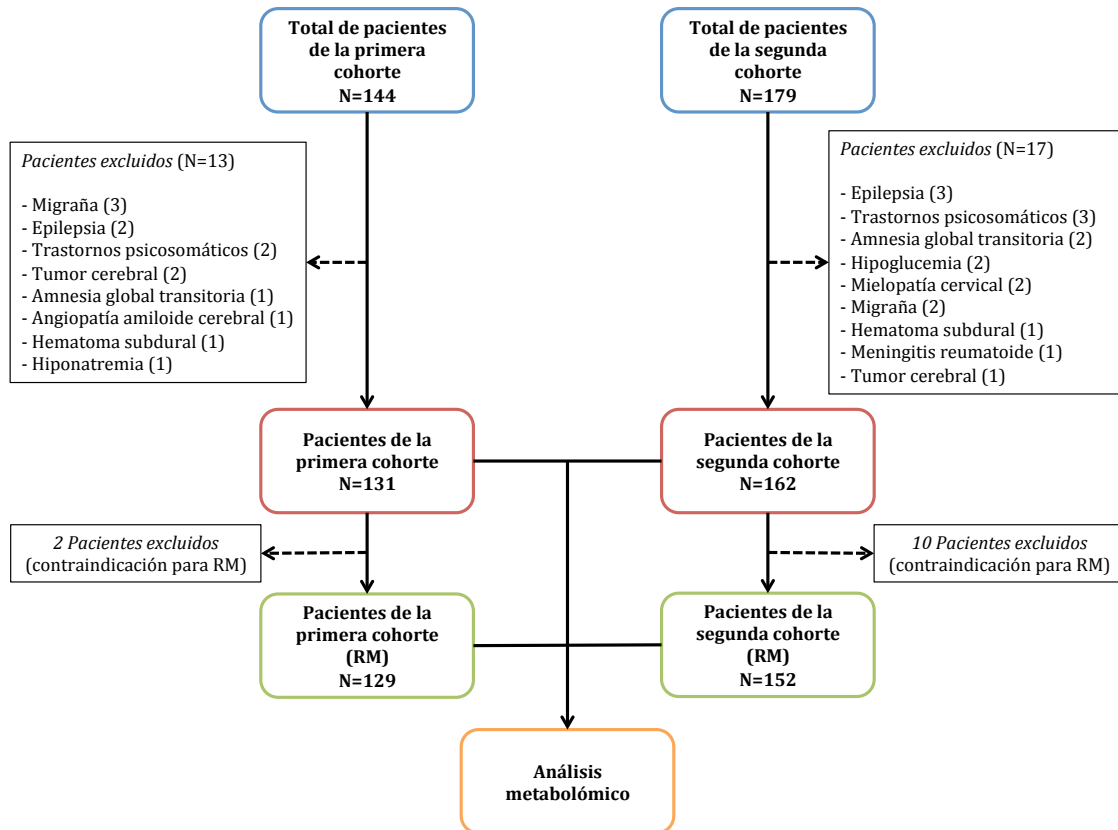 Total de pacientes
de la primera
cohorte
N=144
Total de pacientes
de la segunda
cohorte
N=179
Pacientes excluidos (N=13)
- Migraña (3)
- Epilepsia (2)
- Trastornos psicosomáticos (2)
- Tumor cerebral (2)
- Amnesia global transitoria (1)
- Angiopatía amiloide cerebral (1)
- Hematoma subdural (1)
- Hiponatremia (1)
Pacientes excluidos (N=17)
- Epilepsia (3)
- Trastornos psicosomáticos (3)
- Amnesia global transitoria (2)
- Hipoglucemia (2)
- Mielopatía cervical (2)
- Migraña (2)
- Hematoma subdural (1)
- Meningitis reumatoide (1)
- Tumor cerebral (1)
Pacientes de la
primera cohorte
N=131
Pacientes de la
segunda cohorte
N=162
2 Pacientes excluidos
(contraindicación para RM)
10 Pacientes excluidos
(contraindicación para RM)
Pacientes de la
primera cohorte
(RM)
N=129
Pacientes de la
segunda cohorte
(RM)
N=152
Análisis
metabolómico